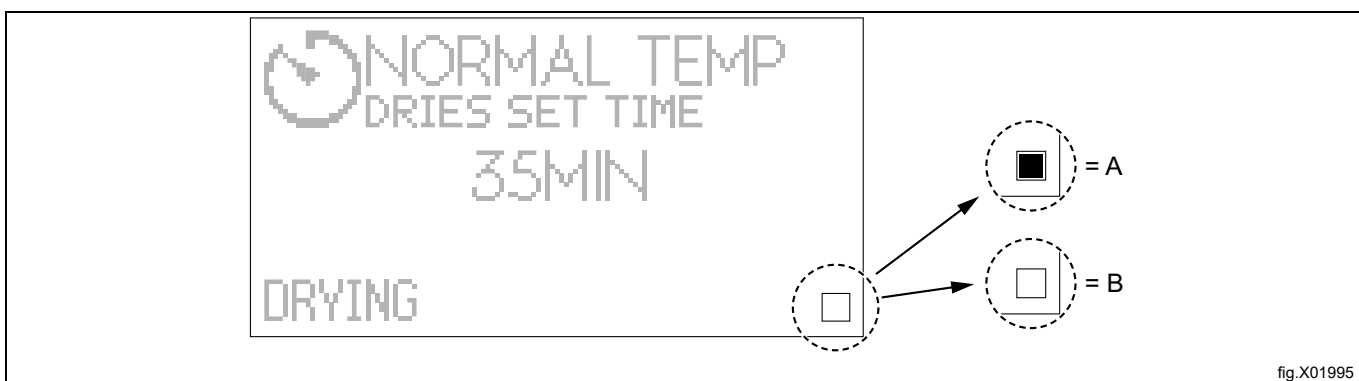 NORMAL TEMP
DRIES SET TIME
35MIN
DRYING
= A
= B
fig.X01995